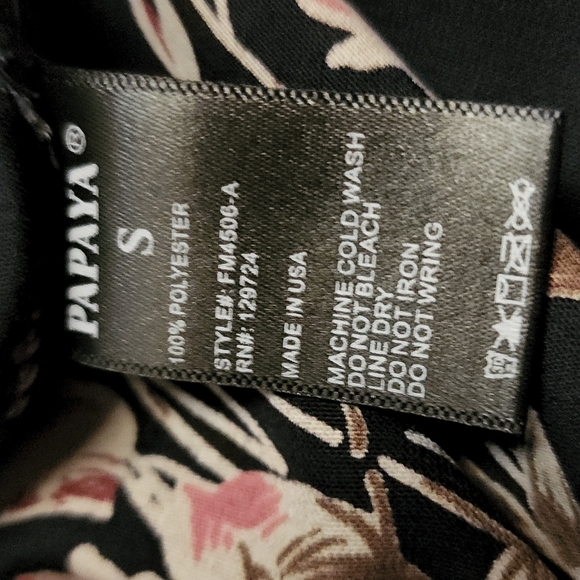 PAPAYA®
S
100% POLYESTER
STYLE#: FM4506-A
RN#: 129724
MADE IN USA
MACHINE COLD WASH
DO NOT BLEACH
LINE DRY
DO NOT IRON
DO NOT WRING